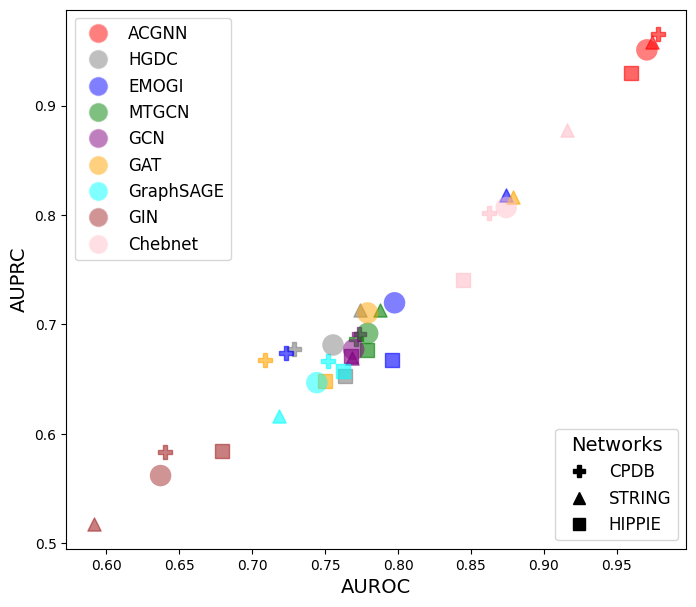 ACGNN
HGDC
EMOGI
MTGCN
GCN
GAT
GraphSAGE
GIN
Chebnet
AUPRC
0.9
0.8
0.7
0.6
0.5
Networks
CPDB
STRING
HIPPIE
0.60 0.65 0.70 0.75 0.80 0.85 0.90 0.95
AUROC